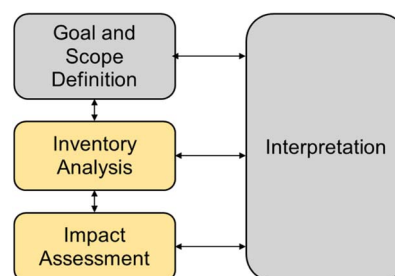 Goal and
Scope
Definition
Inventory
Analysis
Impact
Assessment
Interpretation